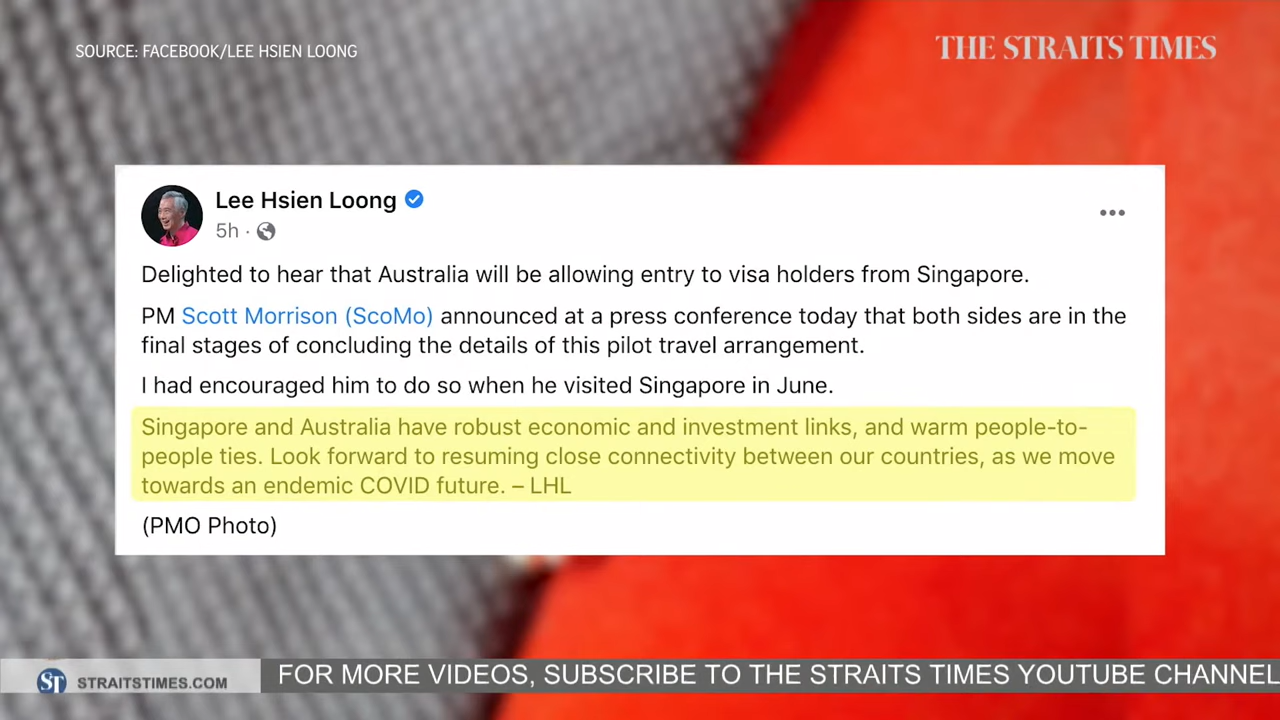 SOURCE: FACEBOOK/LEE HSIEN LOONG
THE STRAITS TIMES
Lee Hsien Loong
5h ·
Delighted to hear that Australia will be allowing entry to visa holders from Singapore.
PM Scott Morrison (ScoMo) announced at a press conference today that both sides are in the
final stages of concluding the details of this pilot travel arrangement.
I had encouraged him to do so when he visited Singapore in June.
Singapore and Australia have robust economic and investment links, and warm people-to-
people ties. Look forward to resuming close connectivity between our countries, as we move
towards an endemic COVID future. – LHL
(PMO Photo)
ST STRAITSTIMES.COM
FOR MORE VIDEOS, SUBSCRIBE TO THE STRAITS TIMES YOUTUBE CHANNEL